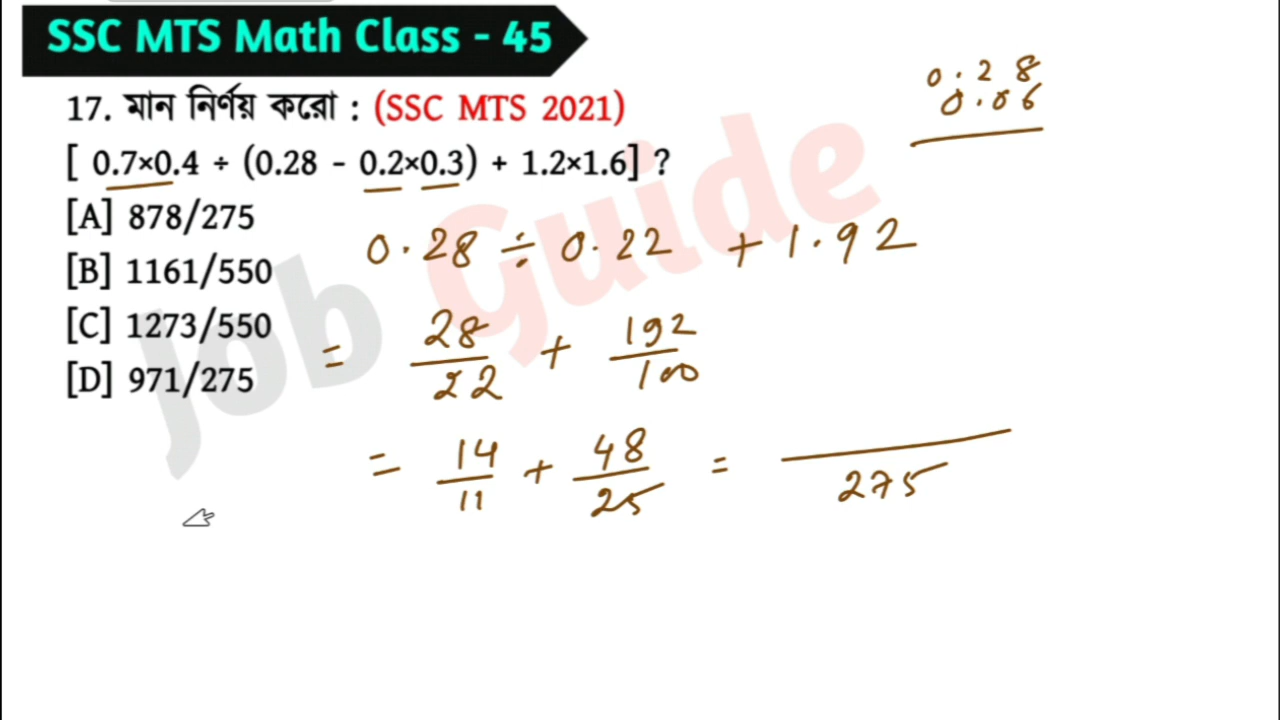 SSC MTS Math Class - 45
17. মান নির্ণয় করো : (SSC MTS 2021)
[ 0.7×0.4 ÷ (0.28 - 0.2×0.3) + 1.2×1.6] ?
[A] 878/275
[B] 1161/550
[C] 1273/550
[D] 971/275
0.28
0.06
0.28 ÷ 0.22 + 1.92
= 28/22 + 192/100
= 14/11 + 48/25 = /275
Job Guide